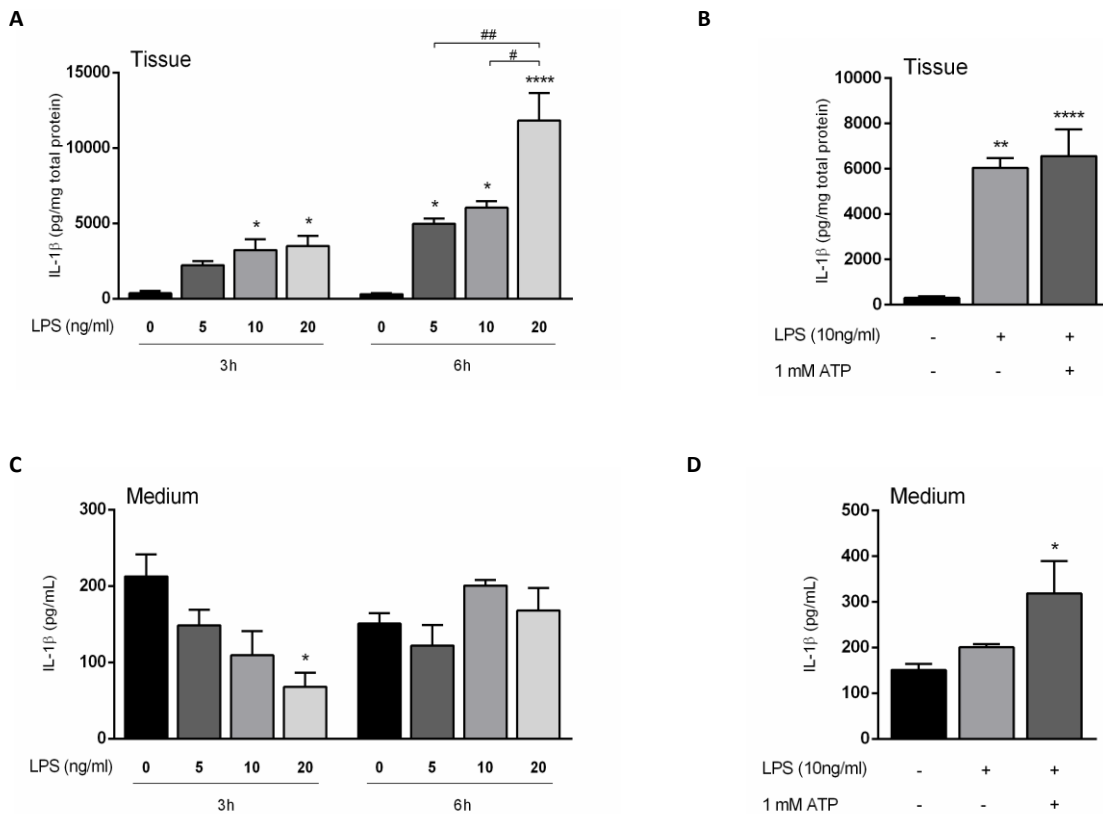 A
Tissue
##
#
****
15000
10000
5000
0
IL-1β (pg/mg total protein)
* * * *
LPS (ng/ml) 0 5 10 20 0 5 10 20
3h 6h
B
Tissue
10000
8000
6000
4000
2000
0
IL-1β (pg/mg total protein)
** ****
LPS (10ng/ml) - + +
1 mM ATP - - +
C
Medium
300
200
100
0
IL-1β (pg/mL)
*
LPS (ng/ml) 0 5 10 20 0 5 10 20
3h 6h
D
Medium
500
400
300
200
100
0
IL-1β (pg/mL)
*
LPS (10ng/ml) - + +
1 mM ATP - - +